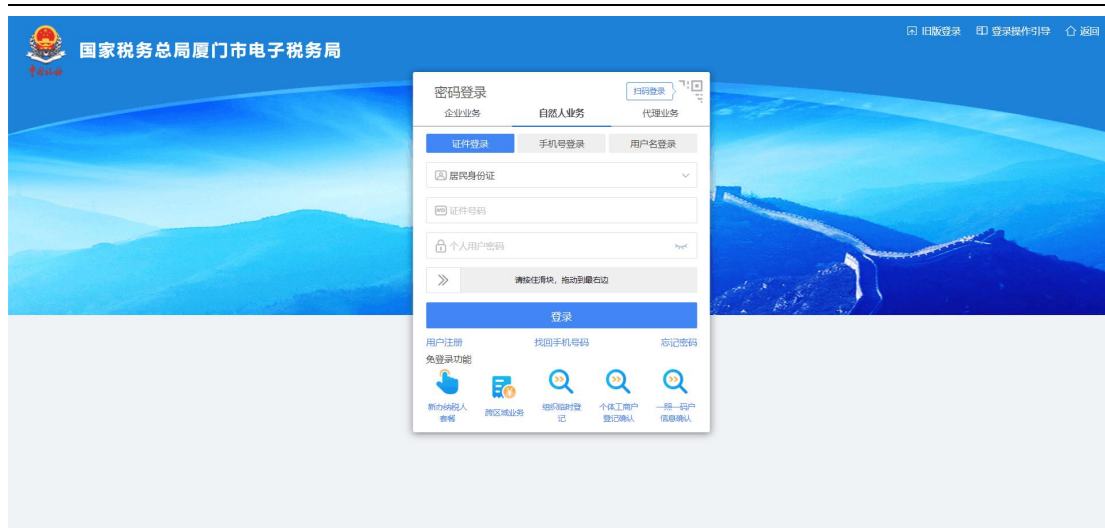 旧版登录 登录操作引导 返回
国家税务总局厦门市电子税务局
中国税务
密码登录 扫码登录
企业业务 自然人业务 代理业务
证件登录 手机号登录 用户名登录
居民身份证
证件号码
个人用户密码
请按住滑块，拖动到最右边
登录
用户注册 找回手机号码 忘记密码
免登录功能
新办纳税人套餐 跨区域业务 组织临时登记 个体工商户登记确认 一照一码户信息确认